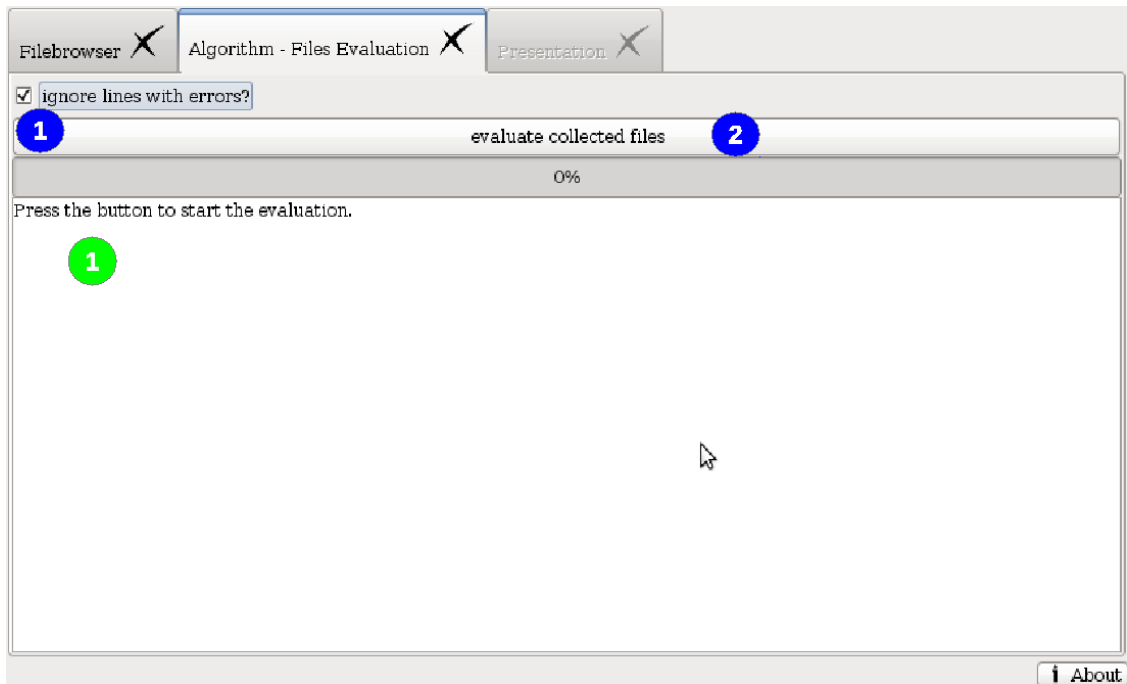 Filebrowser Algorithm - Files Evaluation Presentation
ignore lines with errors?
1 evaluate collected files 2
0%
Press the button to start the evaluation.
1
i About